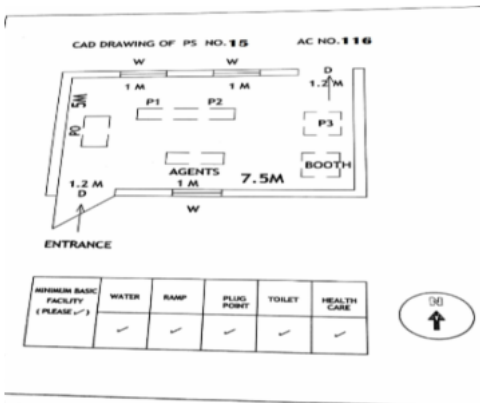 CAD DRAWING OF PS NO.15 AC NO.116
W W D
1 M 1 M 1.2 M
5M
P1 P2
P3
PO
AGENTS
BOOTH
1.2 M 1 M 7.5M
D
W
ENTRANCE
MINIMUM BASIC FACILITY (PLEASE ✓) WATER RAMP PLUG POINT TOILET HEALTH CARE
✓ ✓ ✓ ✓ ✓
N